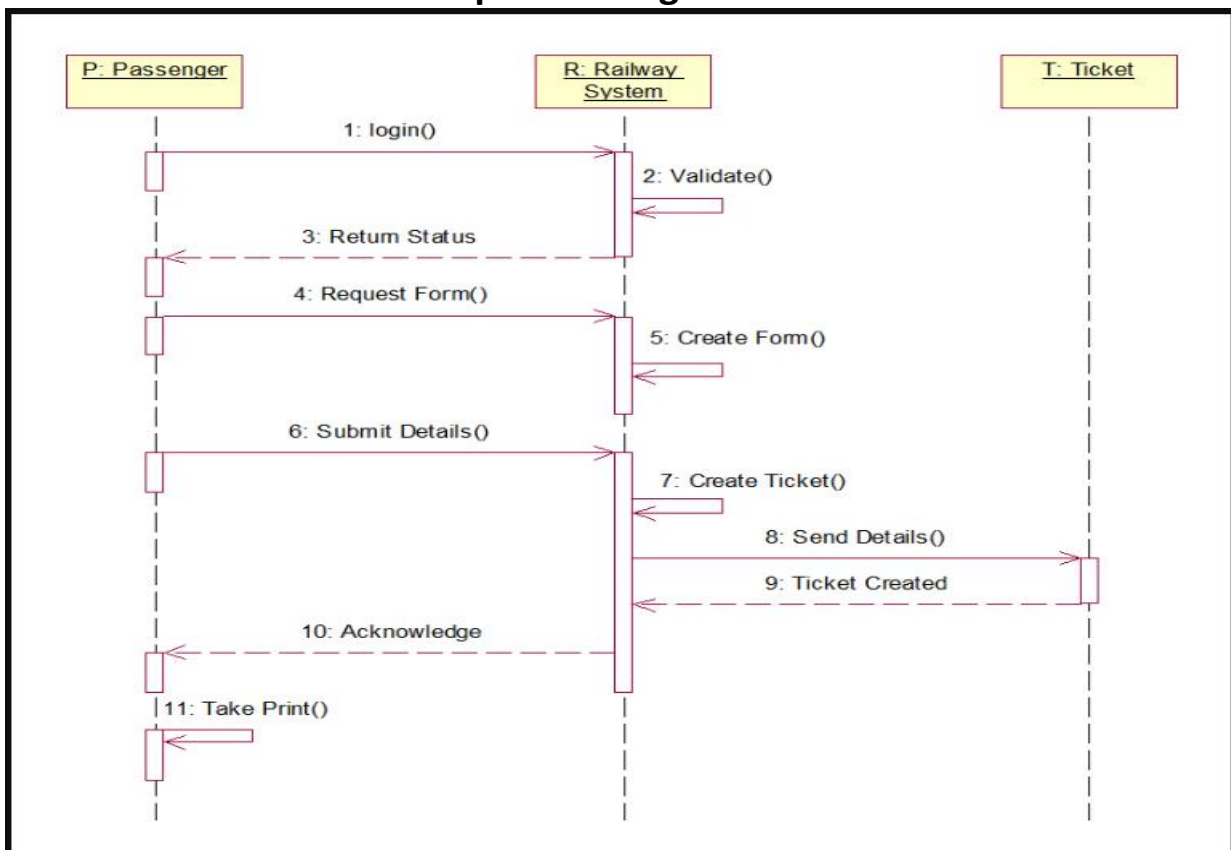 P: Passenger
R: Railway
System
T: Ticket
1: login()
2: Validate()
3: Return Status
4: Request Form()
5: Create Form()
6: Submit Details()
7: Create Ticket()
8: Send Details()
9: Ticket Created
10: Acknowledge
11: Take Print()